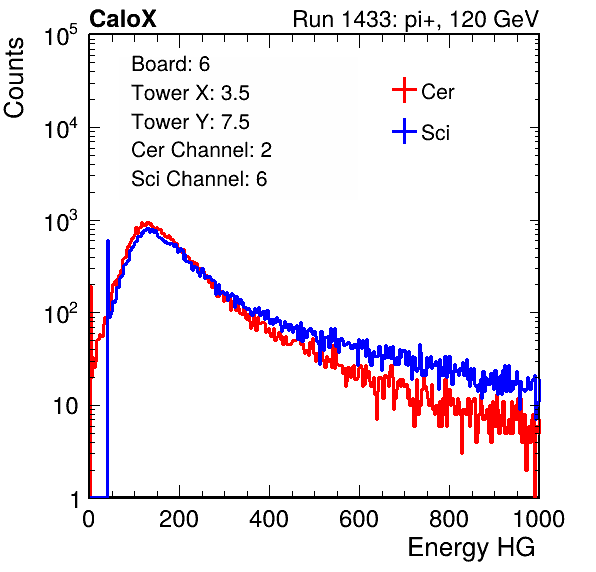 CaloX Run 1433: pi+, 120 GeV
Counts
Board: 6
Tower X: 3.5
Tower Y: 7.5
Cer Channel: 2
Sci Channel: 6
Cer
Sci
10^5
10^4
10^3
10^2
10
1
0 200 400 600 800 1000
Energy HG